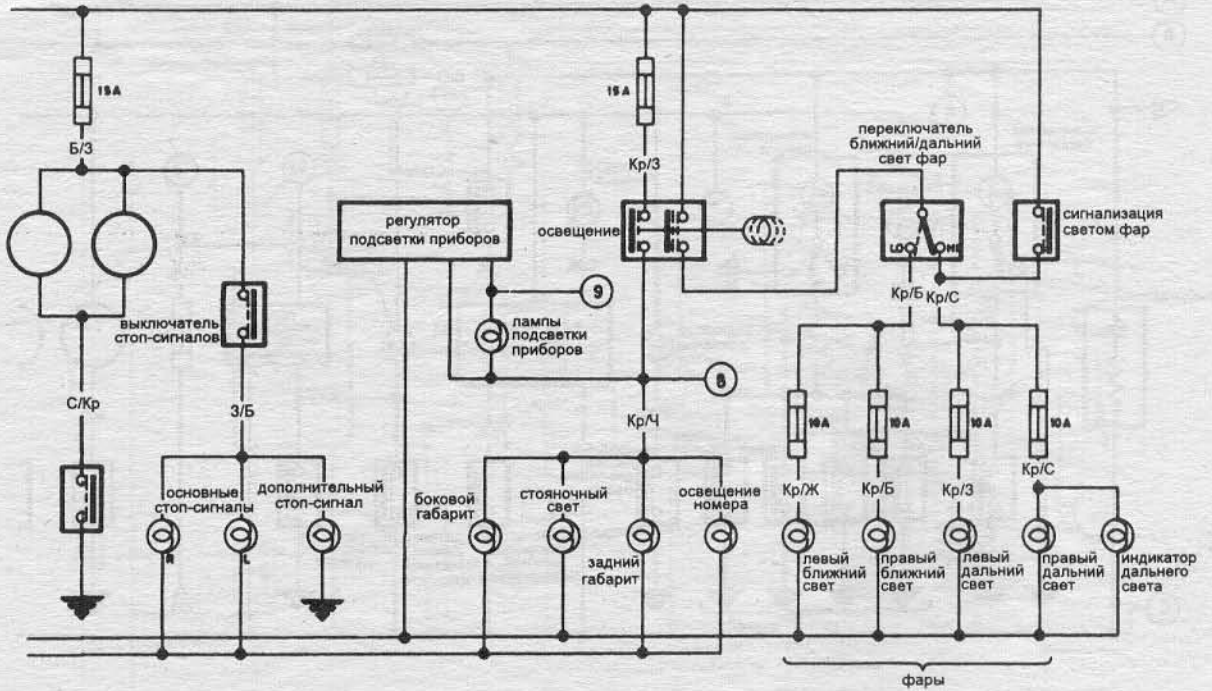 15A
15A
Б/З
Кр/З
переключатель
ближний/дальний
свет фар
регулятор
подсветки приборов
освещение
сигнализация
светом фар
LO
HI
9
Кр/Б
Кр/С
выключатель
стоп-сигналов
лампы
подсветки
приборов
8
С/Кр
З/Б
Кр/Ч
10A
10A
10A
10A
Кр/С
основные
стоп-сигналы
дополнительный
стоп-сигнал
боковой
габарит
стояночный
свет
освещение
номера
Кр/Ж
Кр/Б
Кр/З
R
L
задний
габарит
левый
ближний
свет
правый
ближний
свет
левый
дальний
свет
правый
дальний
свет
индикатор
дальнего
света
фары